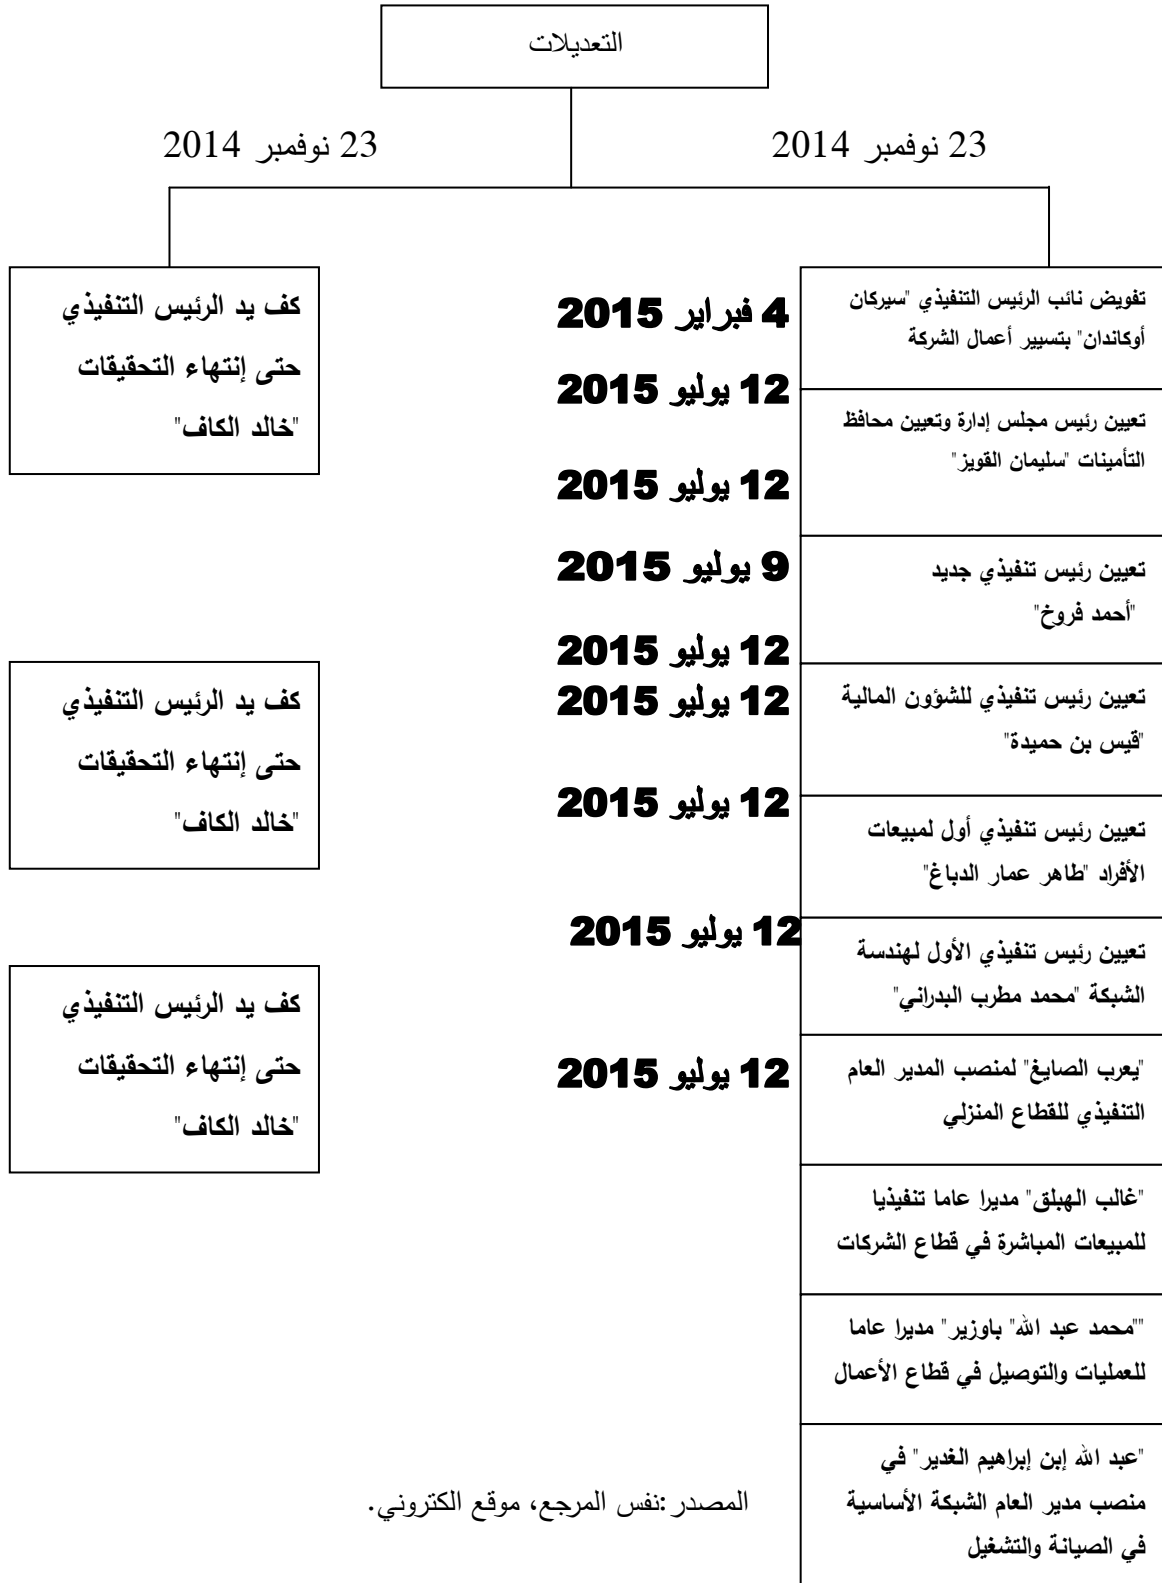 التعديلات
23 نوفمبر 2014
23 نوفمبر 2014
تفويض نائب الرئيس التنفيذي "سيركان
أوكاندان" بتسيير أعمال الشركة
تعيين رئيس مجلس إدارة وتعيين محافظ
التأمينات "سليمان القويز"
تعيين رئيس تنفيذي جديد
"أحمد فروخ"
تعيين رئيس تنفيذي للشؤون المالية
"قيس بن حميدة"
تعيين رئيس تنفيذي أول لمبيعات
الأفراد "طاهر عمار الدباغ"
تعيين رئيس تنفيذي الأول لهندسة
الشبكة "محمد مطرب البدراني"
"يعرب الصايغ" لمنصب المدير العام
التنفيذي للقطاع المنزلي
"غالب الهبلق" مديرا عاما تنفيذيا
للمبيعات المباشرة في قطاع الشركات
""محمد عبد الله" باوزير" مديرا عاما
للعمليات والتوصيل في قطاع الأعمال
"عبد الله إبن إبراهيم الغدير" في
منصب مدير العام الشبكة الأساسية
في الصيانة والتشغيل
4 فبراير 2015
12 يوليو 2015
12 يوليو 2015
9 يوليو 2015
12 يوليو 2015
12 يوليو 2015
12 يوليو 2015
12 يوليو 2015
12 يوليو 2015
كف يد الرئيس التنفيذي
حتى إنتهاء التحقيقات
"خالد الكاف"
كف يد الرئيس التنفيذي
حتى إنتهاء التحقيقات
"خالد الكاف"
كف يد الرئيس التنفيذي
حتى إنتهاء التحقيقات
"خالد الكاف"
المصدر :نفس المرجع، موقع الكتروني.